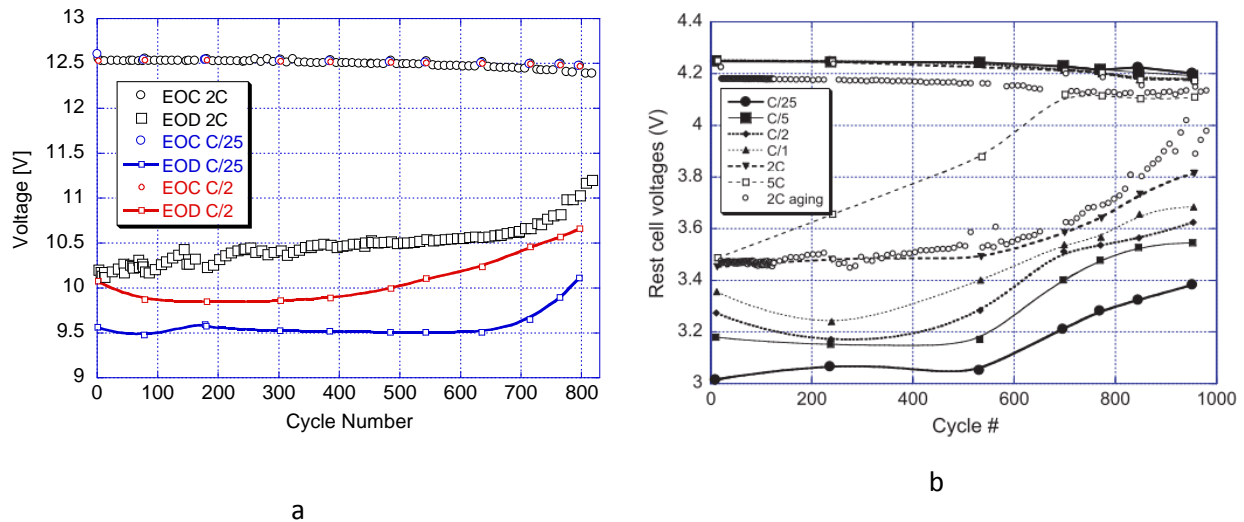 a
13
12.5
12
11.5
11
10.5
10
9.5
9
Voltage [V]
EOC 2C
EOD 2C
EOC C/25
EOD C/25
EOC C/2
EOD C/2
0 100 200 300 400 500 600 700 800
Cycle Number
a
4.4
4.2
4
3.8
3.6
3.4
3.2
3
Rest cell voltages (V)
C/25
C/5
C/2
C/1
2C
5C
2C aging
0 200 400 600 800 1000
Cycle #
b